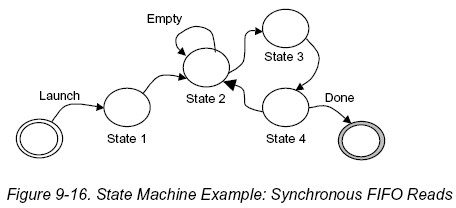 Empty
State 3
Launch
State 2
Done
State 1
State 4
Figure 9-16. State Machine Example: Synchronous FIFO Reads